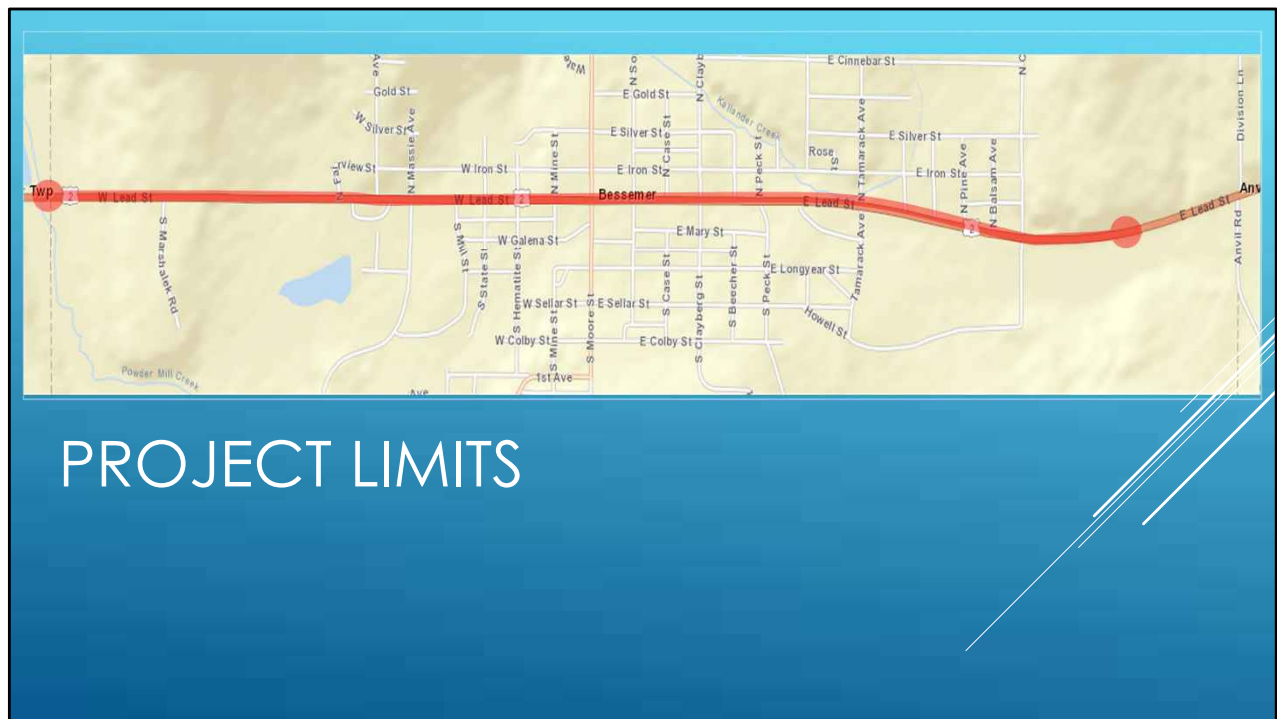 E Cinnebar St
Gold St
E Gold St
Kallander Creek
W Silver St
E Silver St
E Silver St
N Massie Ave
N Mine St
N Case St
N Peck St
N Tamarack Ave
N Pine Ave
N Balsam Ave
Division Ln
Rose St
W Iron St
E Iron St
E Iron St
Twp
2
W Lead St
W Lead St
2
Bessemer
E Lead St
2
E Lead St
S Marshalek Rd
S Mill St
S State St
S Hematite St
W Galena St
E Mary St
E Longyear St
Tamarack Ave
Anvil Rd
S Case St
S Clayberg St
S Beecher St
S Peck St
W Sellar St
E Sellar St
Howell St
S Mine St
S Moore St
W Colby St
E Colby St
Powder Mill Creek
1st Ave
PROJECT LIMITS